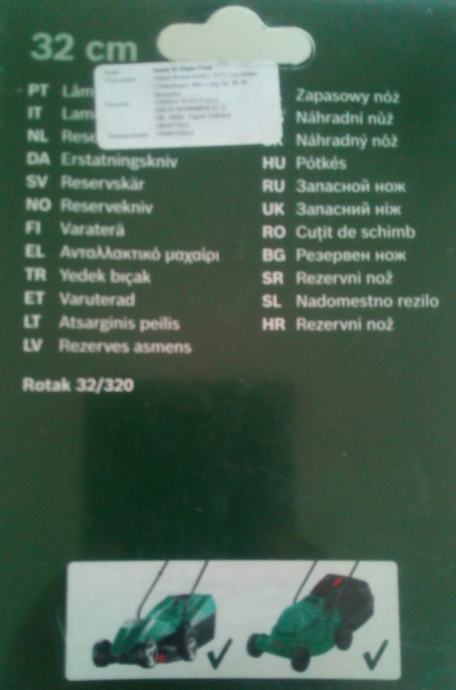 32 cm
PT Lâm
IT Lam
NL Rese
DA Erstatningskniv
SV Reservskär
NO Reservekniv
FI Varaterä
EL Ανταλλακτικό μαχαίρι
TR Yedek bıçak
ET Varuterad
LT Atsarginis peilis
LV Rezerves asmens
Zapasowy nóż
Náhradní nůž
Náhradný nôž
HU Pótkés
RU Запасной нож
UK Запасний ніж
RO Cuţit de schimb
BG Резервен нож
SR Rezervni nož
SL Nadomestno rezilo
HR Rezervni nož
Rotak 32/320